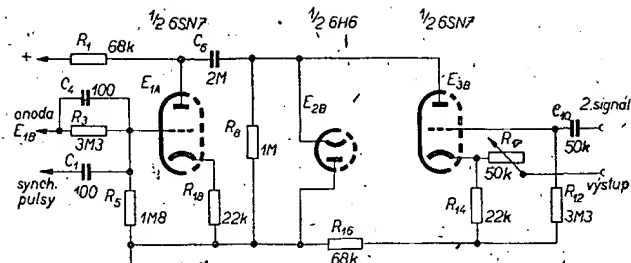 ½ 6SN7
½ 6H6
½ 6SN7
+
R1
68k
C6
2M
E1A
E2B
E3B
C4
100
R3
3M3
anoda
E1B
C1
100
synch.
pulsy
R5
1M8
R18
22k
R8
1M
R16
68k
R14
22k
R17
50k
R12
3M3
C10
50k
2. signál
výstup